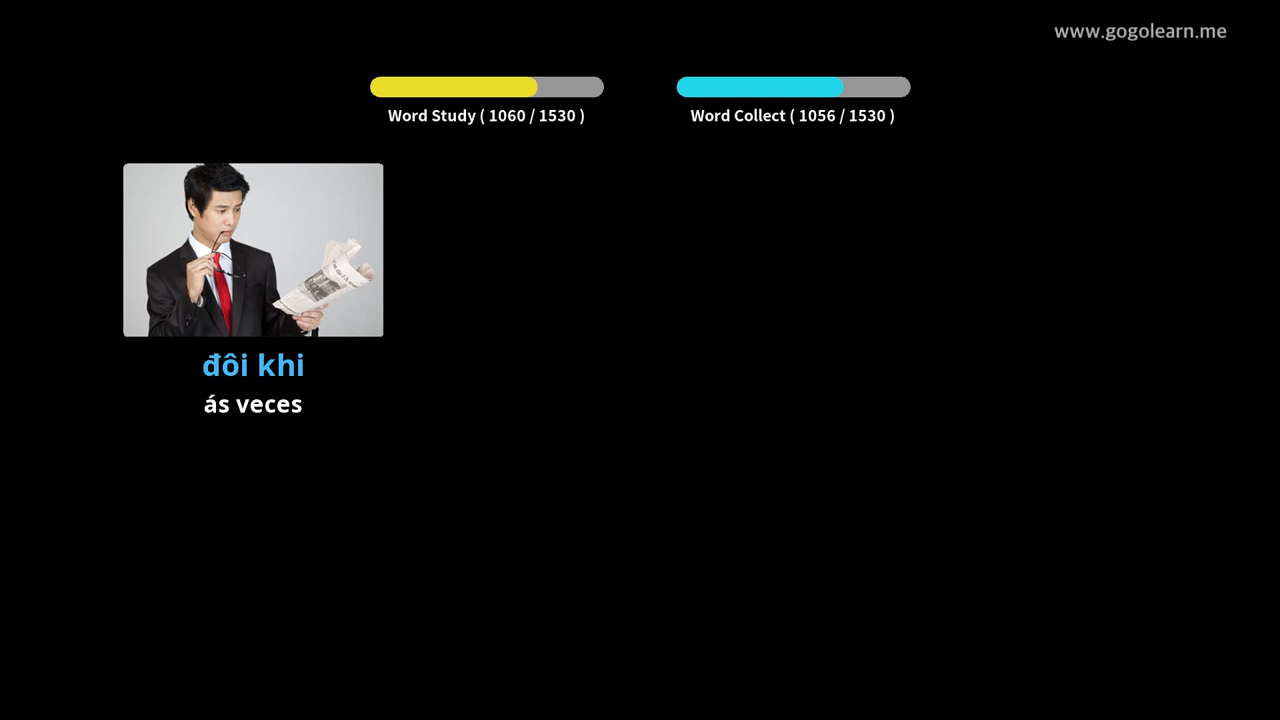 www.gogolearn.me
Word Study ( 1060 / 1530 )
Word Collect ( 1056 / 1530 )
đôi khi
ás veces